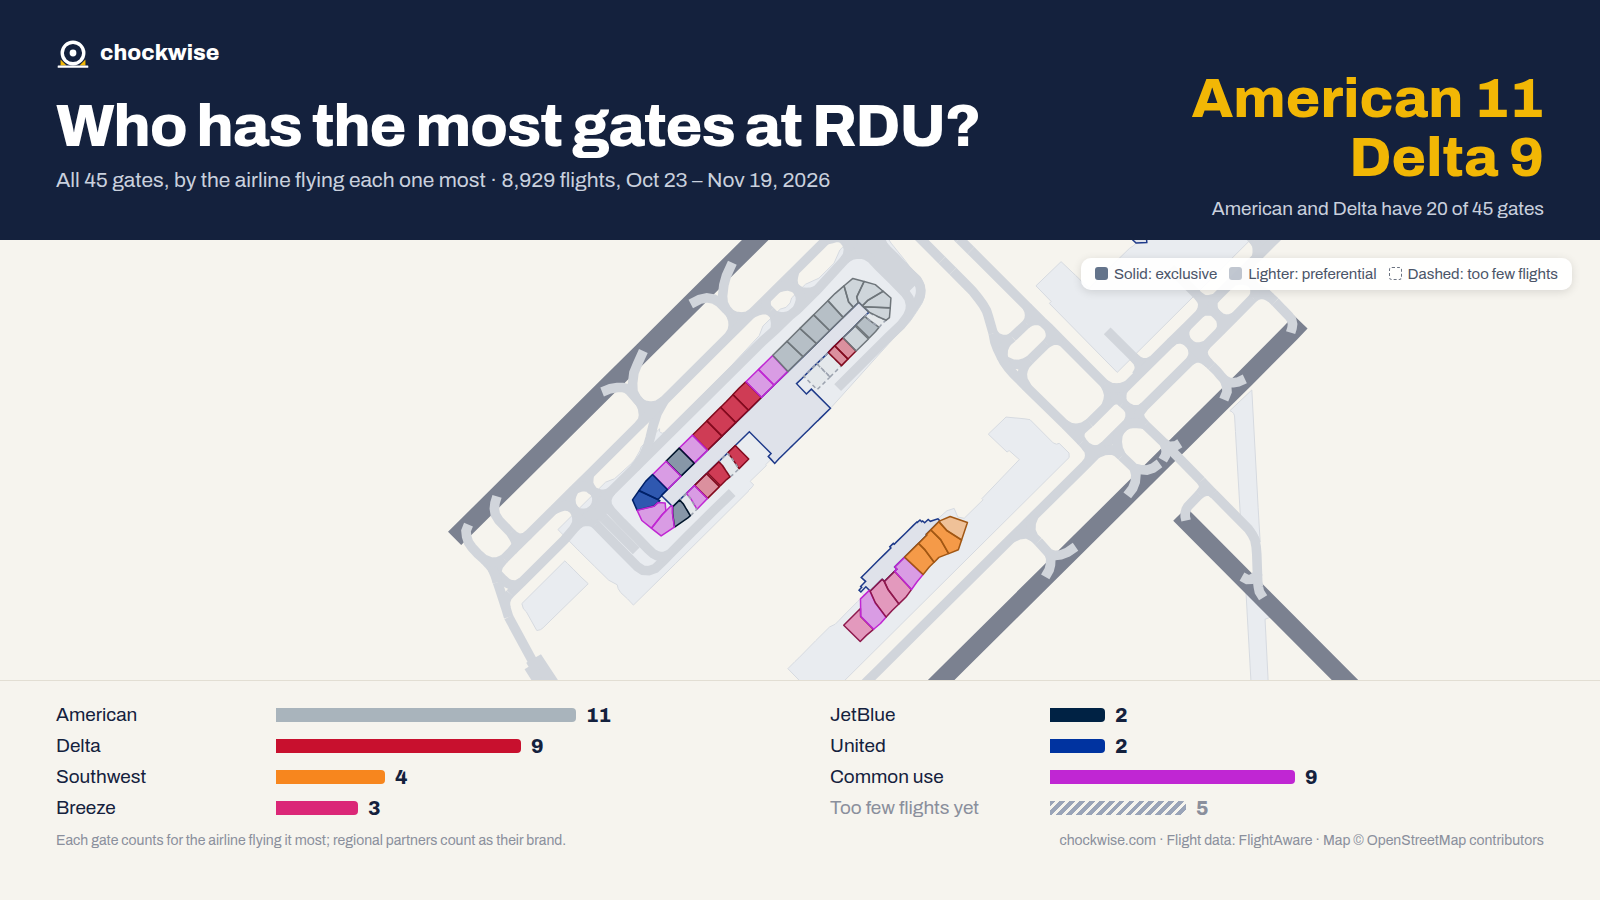 chockwise
Who has the most gates at RDU?
All 45 gates, by the airline flying each one most · 8,929 flights, Oct 23 – Nov 19, 2026
American 11
Delta 9
American and Delta have 20 of 45 gates
Solid: exclusive Lighter: preferential Dashed: too few flights
American 11
Delta 9
Southwest 4
Breeze 3
JetBlue 2
United 2
Common use 9
Too few flights yet 5
Each gate counts for the airline flying it most; regional partners count as their brand.
chockwise.com · Flight data: FlightAware · Map © OpenStreetMap contributors